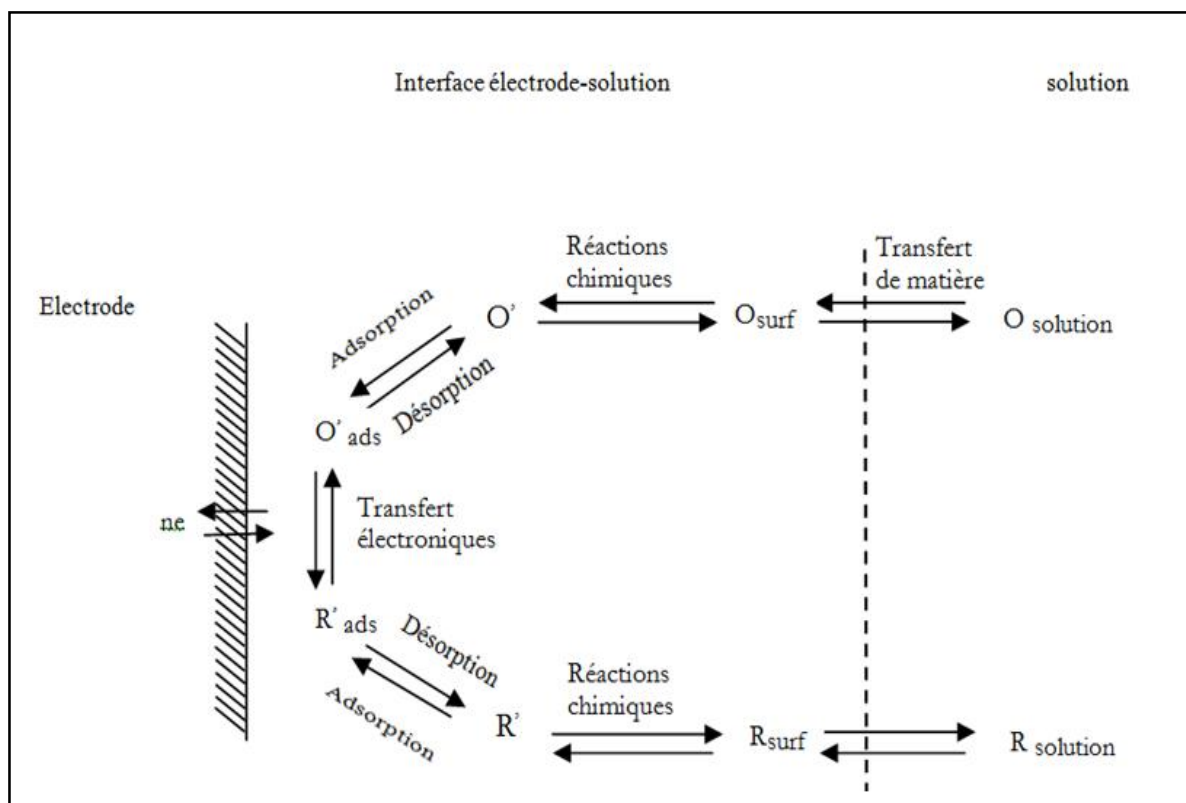 Interface électrode-solution
solution
Réactions
chimiques
Transfert
de matière
Electrode
Adsorption
O'
Osurf
O solution
Désorption
O' ads
Transfert
électroniques
ne
R' ads
Désorption
Adsorption
Réactions
chimiques
R'
Rsurf
R solution